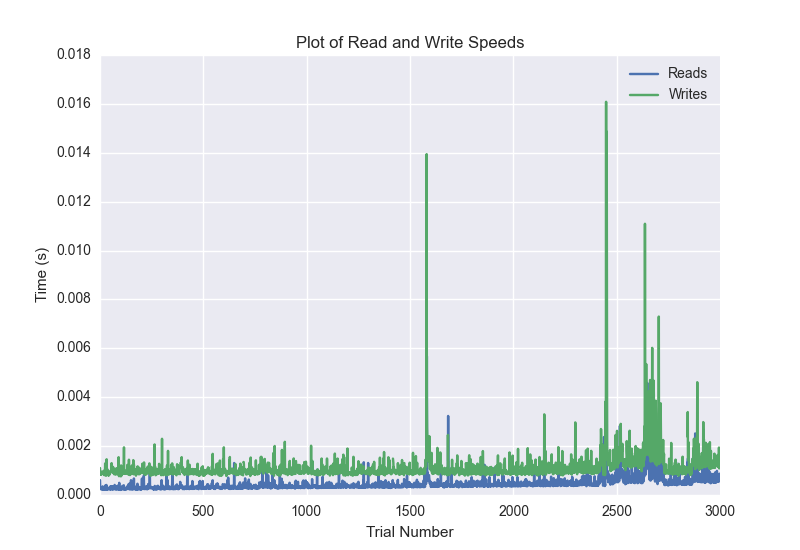 Plot of Read and Write Speeds
0.018
0.016
0.014
0.012
0.010
0.008
0.006
0.004
0.002
0.000
Time (s)
Reads
Writes
0 500 1000 1500 2000 2500 3000
Trial Number